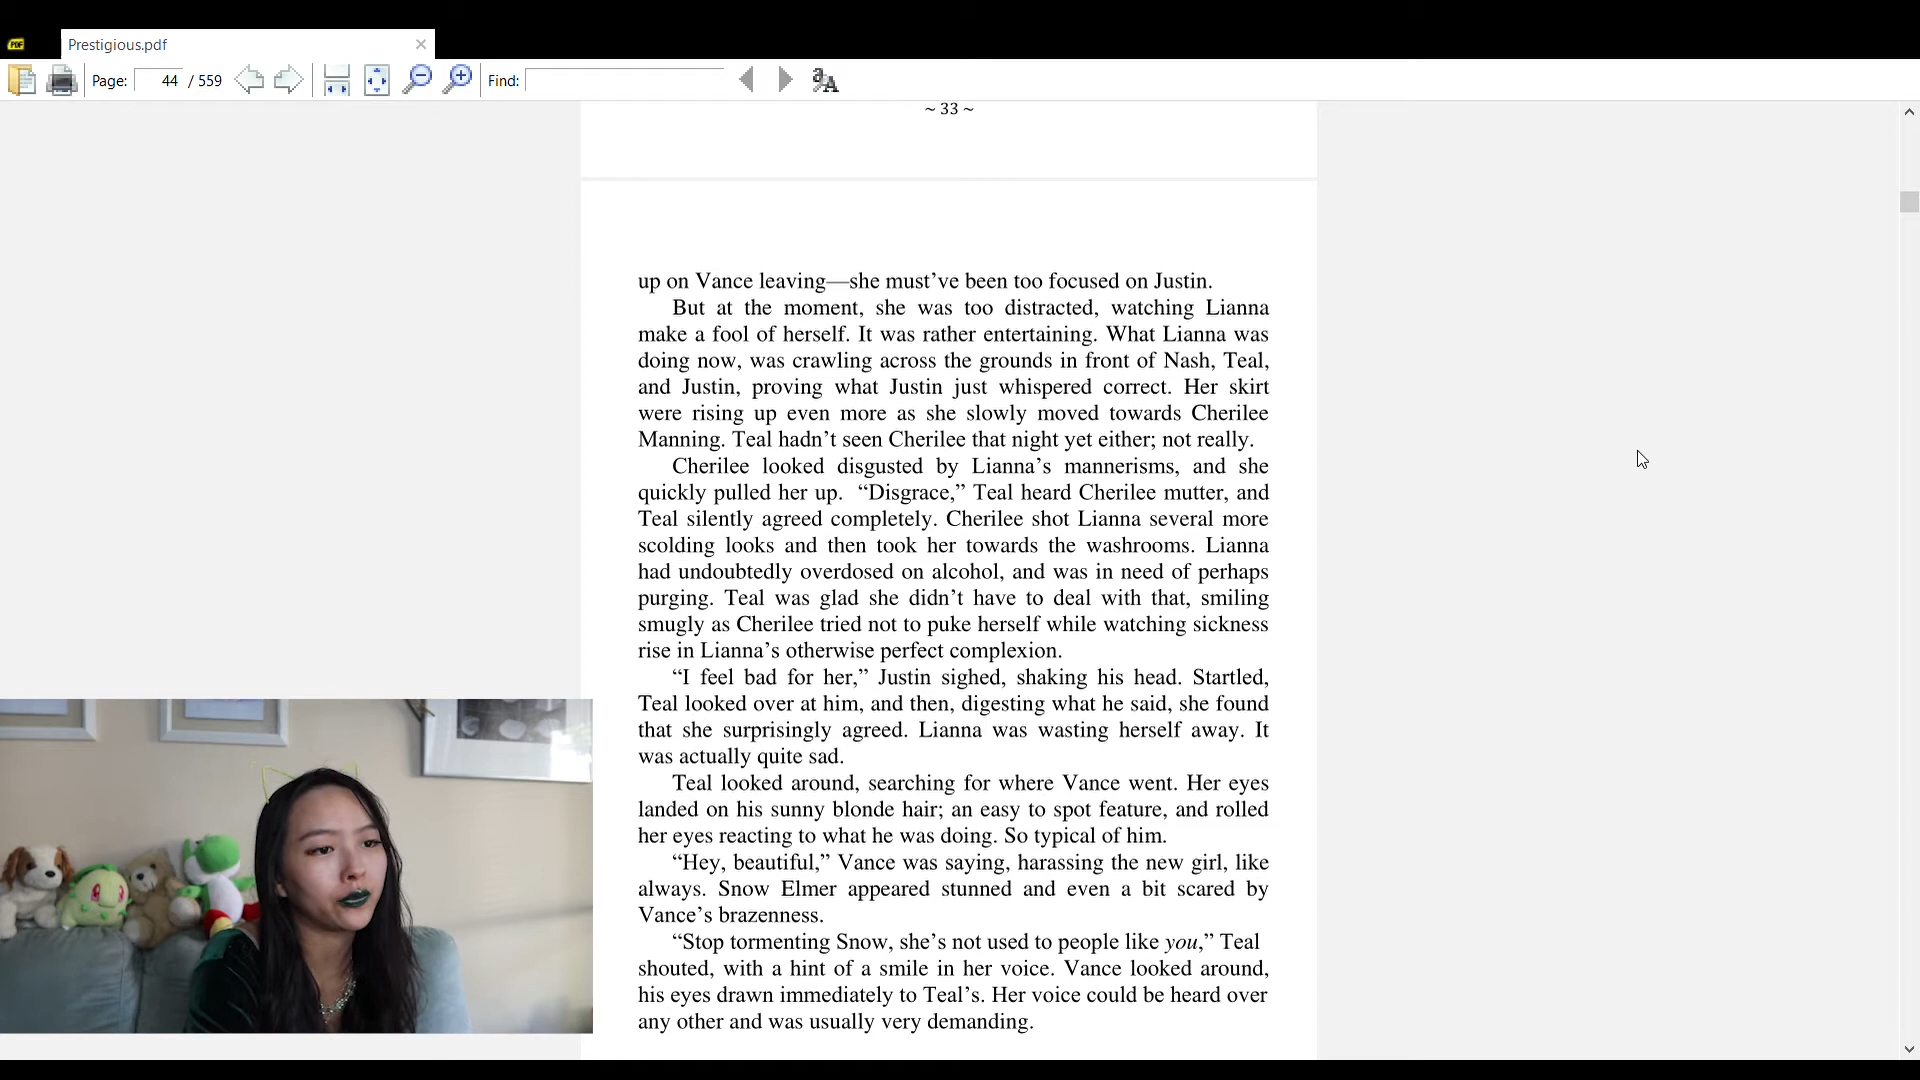 PDF
Prestigious.pdf
Page: 44 / 559
Find:
~ 33 ~
up on Vance leaving—she must’ve been too focused on Justin.
But at the moment, she was too distracted, watching Lianna
make a fool of herself. It was rather entertaining. What Lianna was
doing now, was crawling across the grounds in front of Nash, Teal,
and Justin, proving what Justin just whispered correct. Her skirt
were rising up even more as she slowly moved towards Cherilee
Manning. Teal hadn’t seen Cherilee that night yet either; not really.
Cherilee looked disgusted by Lianna’s mannerisms, and she
quickly pulled her up.  “Disgrace,” Teal heard Cherilee mutter, and
Teal silently agreed completely. Cherilee shot Lianna several more
scolding looks and then took her towards the washrooms. Lianna
had undoubtedly overdosed on alcohol, and was in need of perhaps
purging. Teal was glad she didn’t have to deal with that, smiling
smugly as Cherilee tried not to puke herself while watching sickness
rise in Lianna’s otherwise perfect complexion.
“I feel bad for her,” Justin sighed, shaking his head. Startled,
Teal looked over at him, and then, digesting what he said, she found
that she surprisingly agreed. Lianna was wasting herself away. It
was actually quite sad.
Teal looked around, searching for where Vance went. Her eyes
landed on his sunny blonde hair; an easy to spot feature, and rolled
her eyes reacting to what he was doing. So typical of him.
“Hey, beautiful,” Vance was saying, harassing the new girl, like
always. Snow Elmer appeared stunned and even a bit scared by
Vance’s brazenness.
“Stop tormenting Snow, she’s not used to people like you,” Teal
shouted, with a hint of a smile in her voice. Vance looked around,
his eyes drawn immediately to Teal’s. Her voice could be heard over
any other and was usually very demanding.